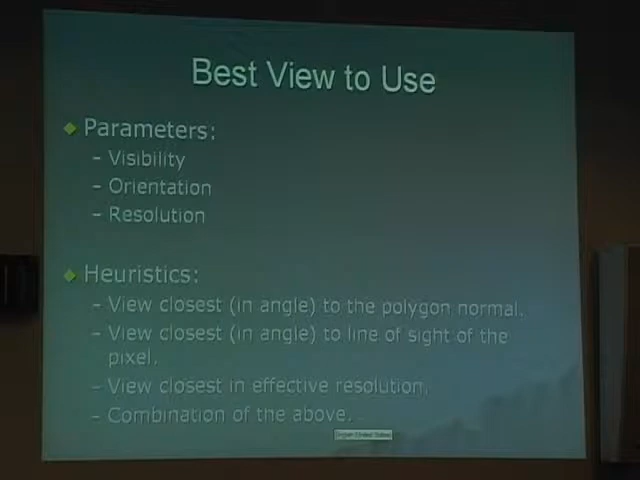 Best View to Use
Parameters:
– Visibility
– Orientation
– Resolution
Heuristics:
– View closest (in angle) to the polygon normal.
– View closest (in angle) to line of sight of the
pixel.
– View closest in effective resolution.
– Combination of the above.